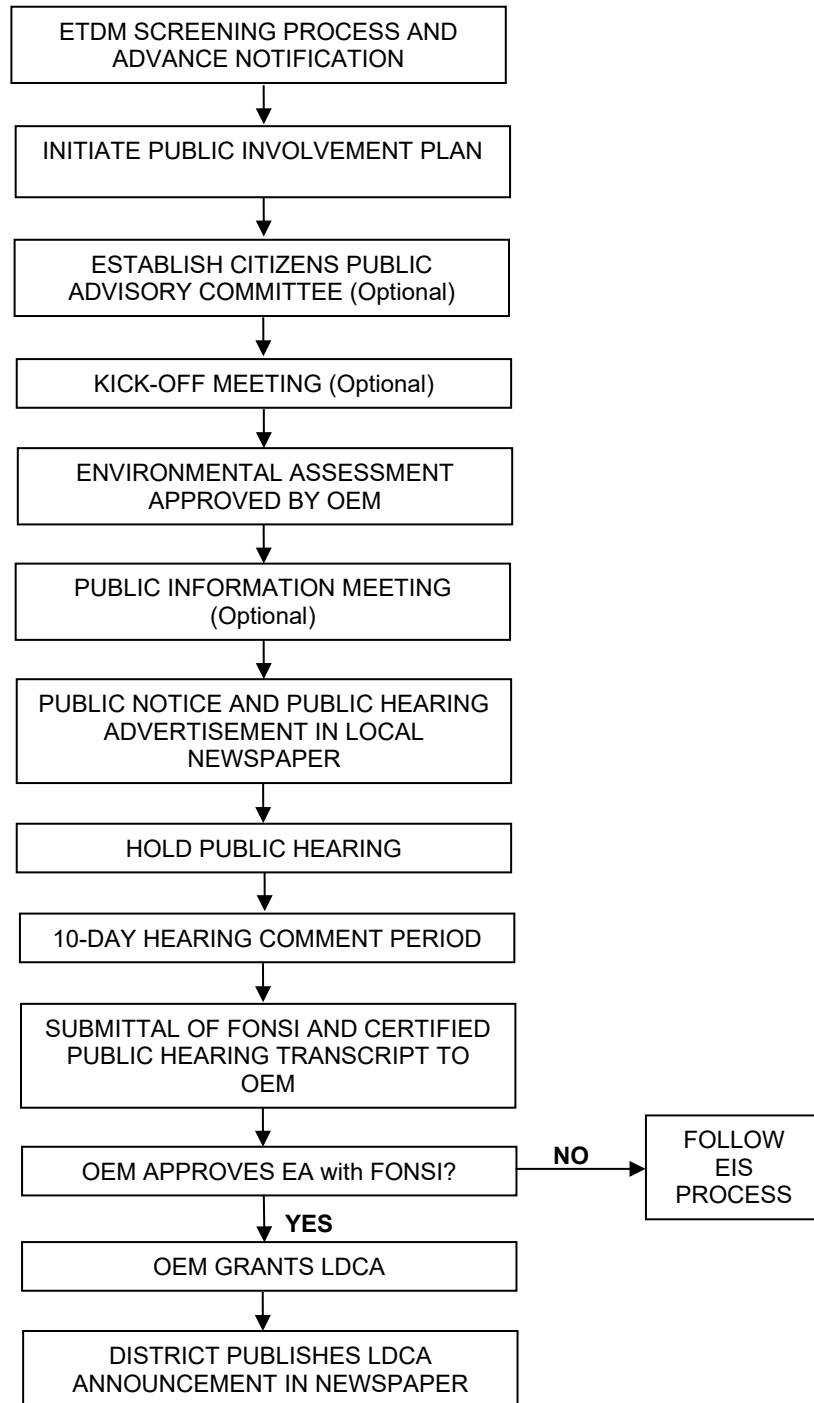 ETDM SCREENING PROCESS AND
ADVANCE NOTIFICATION
INITIATE PUBLIC INVOLVEMENT PLAN
ESTABLISH CITIZENS PUBLIC
ADVISORY COMMITTEE (Optional)
KICK-OFF MEETING (Optional)
ENVIRONMENTAL ASSESSMENT
APPROVED BY OEM
PUBLIC INFORMATION MEETING
(Optional)
PUBLIC NOTICE AND PUBLIC HEARING
ADVERTISEMENT IN LOCAL
NEWSPAPER
HOLD PUBLIC HEARING
10-DAY HEARING COMMENT PERIOD
SUBMITTAL OF FONSI AND CERTIFIED
PUBLIC HEARING TRANSCRIPT TO
OEM
OEM APPROVES EA with FONSI?
NO
FOLLOW
EIS
PROCESS
YES
OEM GRANTS LDCA
DISTRICT PUBLISHES LDCA
ANNOUNCEMENT IN NEWSPAPER